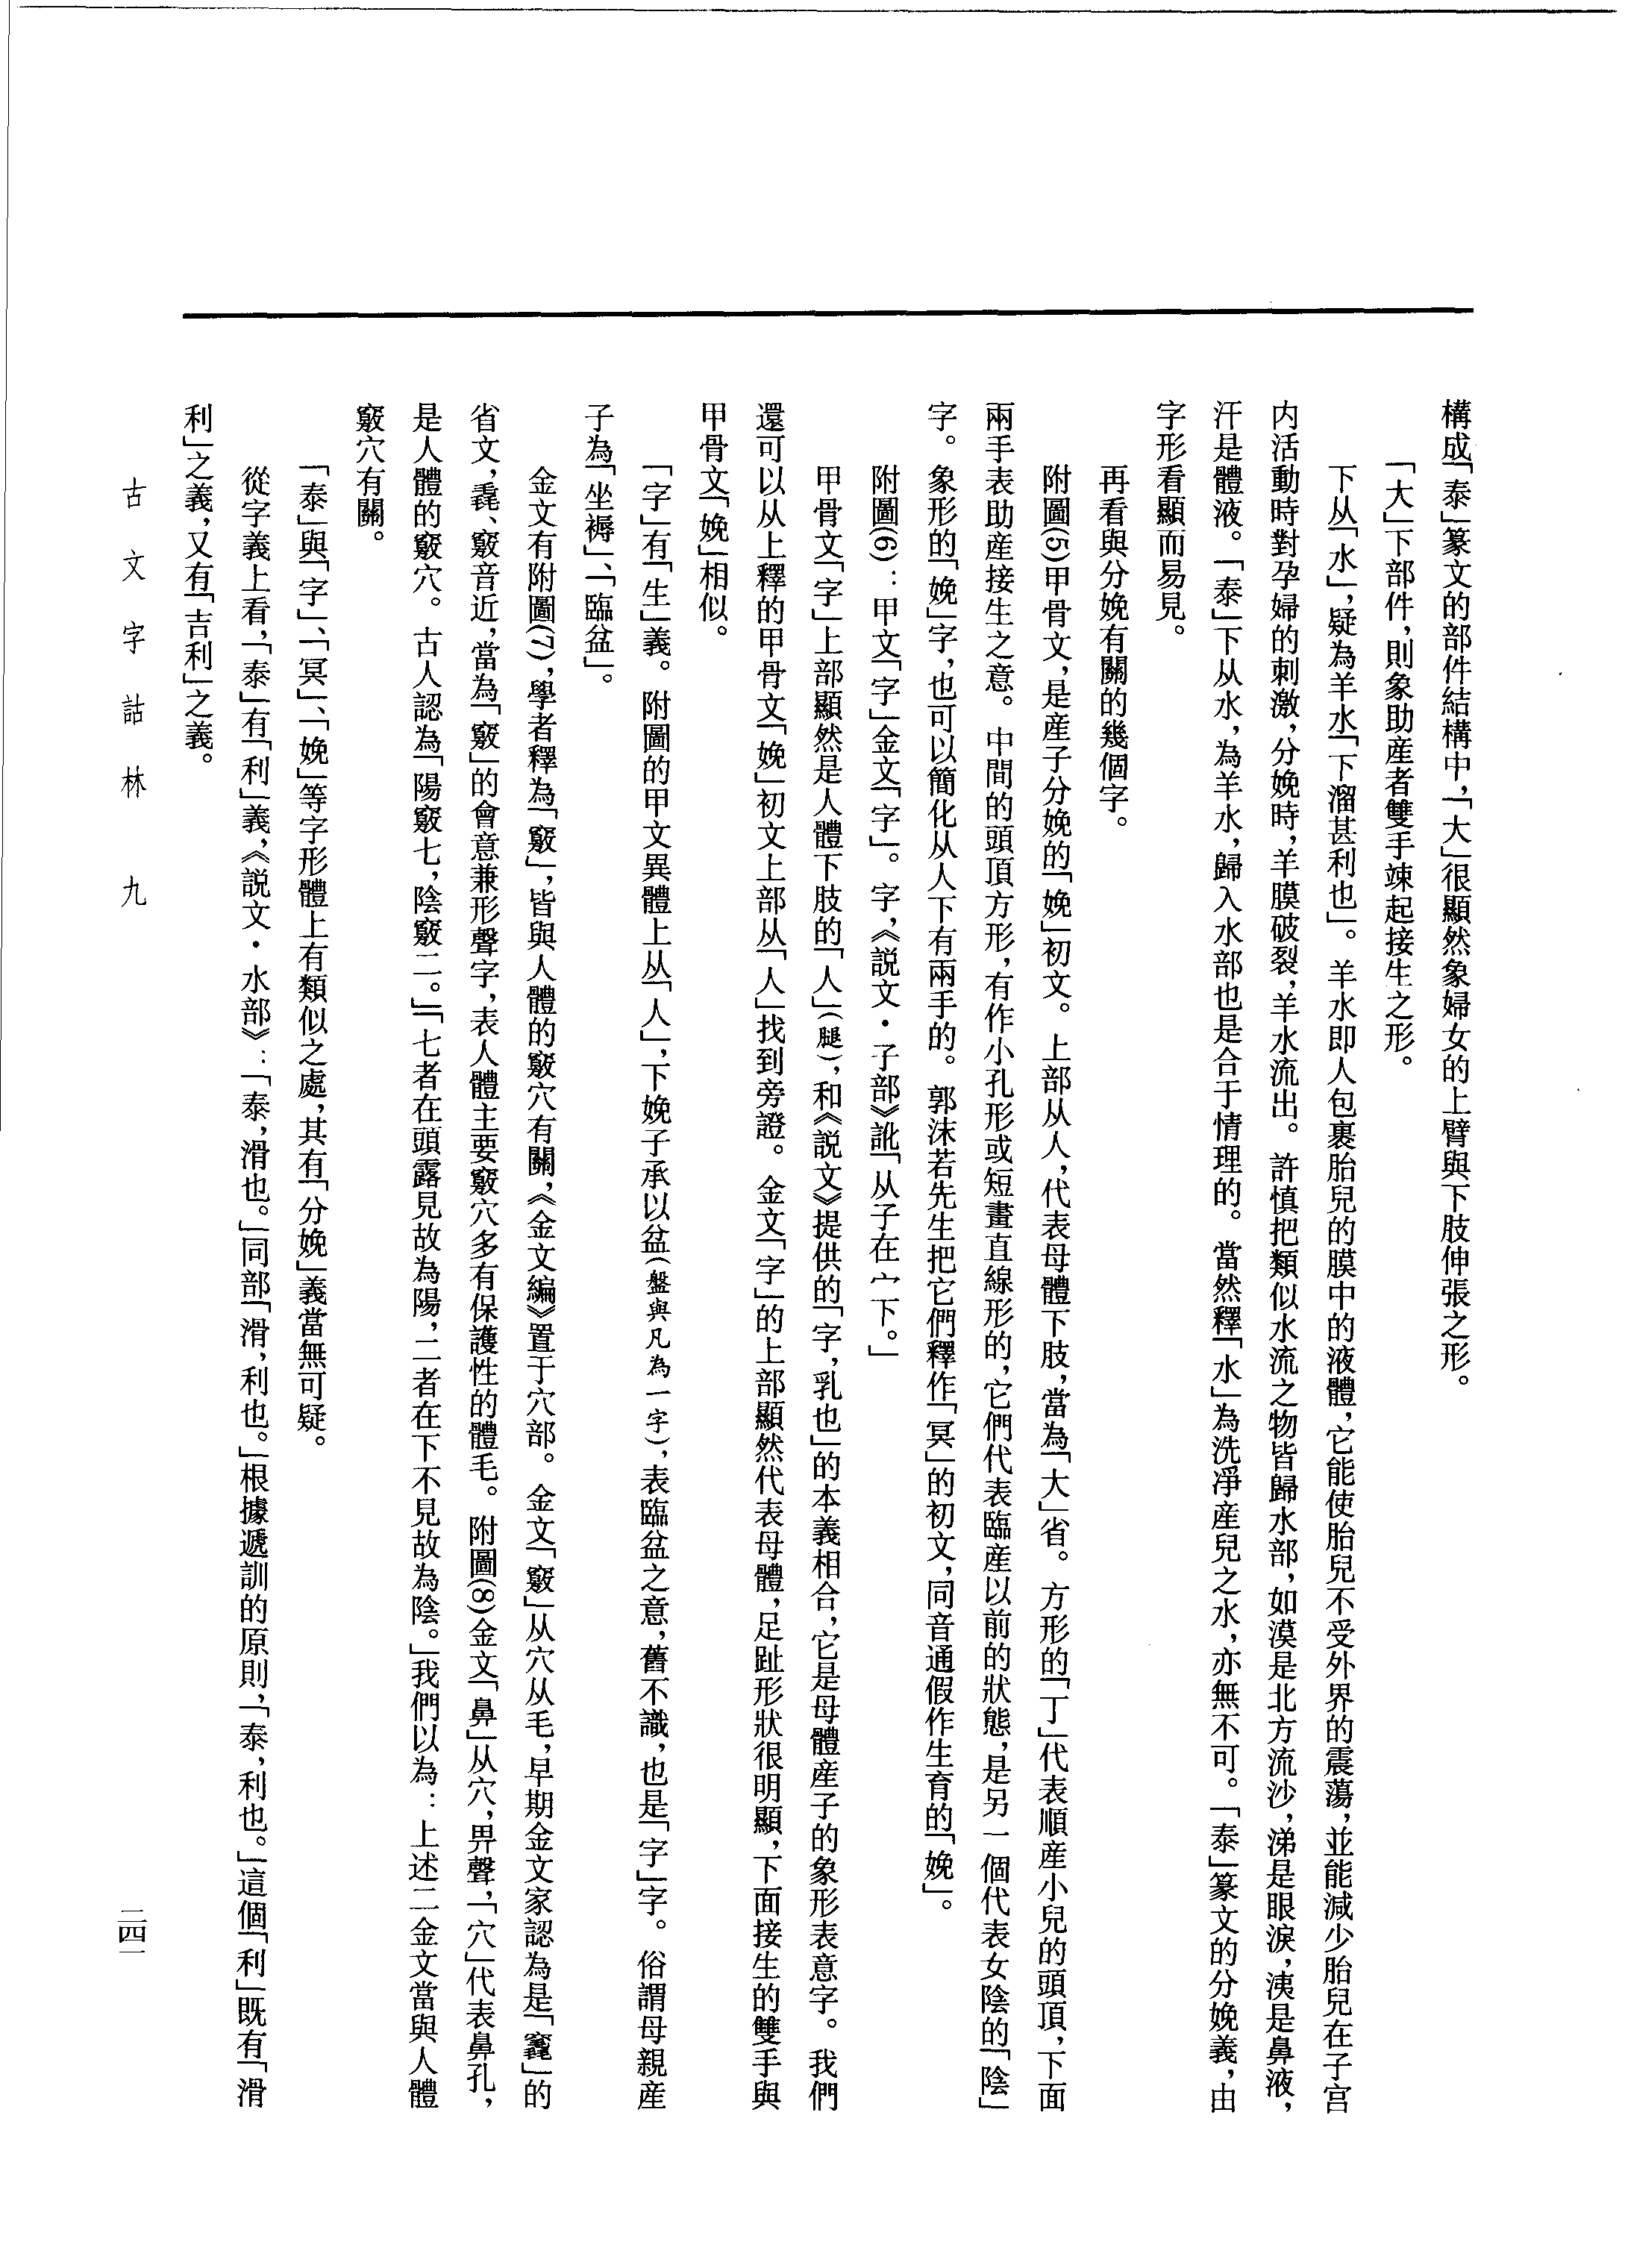 構成「泰」篆文的部件結構中，「大」很顯然象婦女的上臂與下肢伸張之形。
「大」下部件，則象助産者雙手竦起接生之形。
下从「水」，疑為羊水「下溜甚利也」。羊水即人包裹胎兒的膜中的液體，它能使胎兒不受外界的震蕩，並能減少胎兒在子宮
内活動時對孕婦的刺激，分娩時，羊膜破裂，羊水流出。許慎把類似水流之物皆歸水部，如漠是北方流沙，涕是眼淚，洟是鼻液，
汗是體液。「泰」下从水，為羊水，歸入水部也是合于情理的。當然釋「水」為洗凈産兒之水，亦無不可。「泰」篆文的分娩義，由
字形看顯而易見。
再看與分娩有關的幾個字。
附圖(5)甲骨文，是産子分娩的「娩」初文。上部从人，代表母體下肢，當為「大」省。方形的「丁」代表順産小兒的頭頂，下面
兩手表助産接生之意。中間的頭頂方形，有作小孔形或短畫直線形的，它們代表臨産以前的狀態，是另一個代表女陰的「陰」
字。象形的「娩」字，也可以簡化从人下有兩手的。郭沫若先生把它們釋作「冥」的初文，同音通假作生育的「娩」。
附圖(6)：甲文「字」金文「字」。字，《説文·子部》訛「从子在宀下。」
甲骨文「字」上部顯然是人體下肢的「人」（腿），和《説文》提供的「字，乳也」的本義相合，它是母體産子的象形表意字。我們
還可以从上釋的甲骨文「娩」初文上部从「人」找到旁證。金文「字」的上部顯然代表母體，足趾形狀很明顯，下面接生的雙手與
甲骨文「娩」相似。
「字」有「生」義。附圖的甲文異體上从「人」，下娩子承以盆（盤與凡為一字），表臨盆之意，舊不識，也是「字」字。俗謂母親産
子為「坐褥」、「臨盆」。
金文有附圖(7)，學者釋為「竅」，皆與人體的竅穴有關，《金文編》置于穴部。金文「竅」从穴从毛，早期金文家認為是「竁」的
省文，毳、竅音近，當為「竅」的會意兼形聲字，表人體主要竅穴多有保護性的體毛。附圖(8)金文「鼻」从穴，畀聲，「穴」代表鼻孔，
是人體的竅穴。古人認為「陽竅七，陰竅二。」「七者在頭露見故為陽，二者在下不見故為陰。」我們以為：上述二金文當與人體
竅穴有關。
「泰」與「字」、「冥」、「娩」等字形體上有類似之處，其有「分娩」義當無可疑。
從字義上看，「泰」有「利」義，《説文·水部》：「泰，滑也。」同部「滑，利也。」根據遞訓的原則，「泰，利也。」這個「利」既有「滑
利」之義，又有「吉利」之義。
古文字詁林 九
二四一